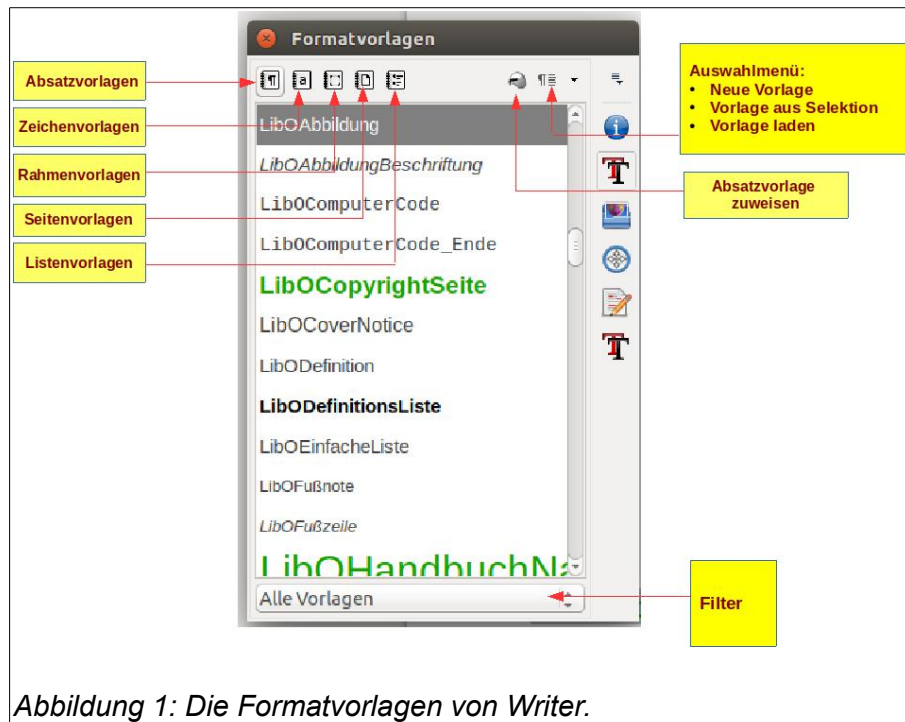 Formatvorlagen
Absatzvorlagen
Zeichenvorlagen
Rahmenvorlagen
Seitenvorlagen
Listenvorlagen
Auswahlmenü:
• Neue Vorlage
• Vorlage aus Selektion
• Vorlage laden
Absatzvorlage
zuweisen
LibOAbbildung
LibOAbbildungBeschriftung
LibOComputerCode
LibOComputerCode_Ende
LibOCopyrightSeite
LibOCoverNotice
LibODefinition
LibODefinitionsListe
LibOEinfacheListe
LibOFußnote
LibOFußzeile
LibOHandbuchNa
Alle Vorlagen
Filter
Abbildung 1: Die Formatvorlagen von Writer.